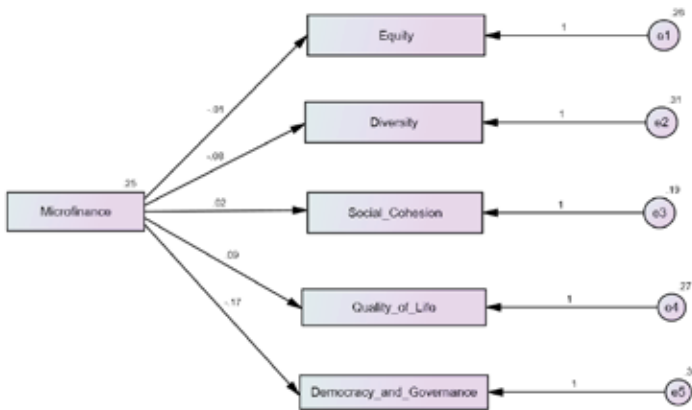 .26
Equity
1
e1
-.01
.31
Diversity
1
e2
.25
Microfinance
.02
.19
Social_Cohesion
1
e3
.09
.27
Quality_of_Life
1
e4
-.17
.3
Democracy_and_Governance
1
e5